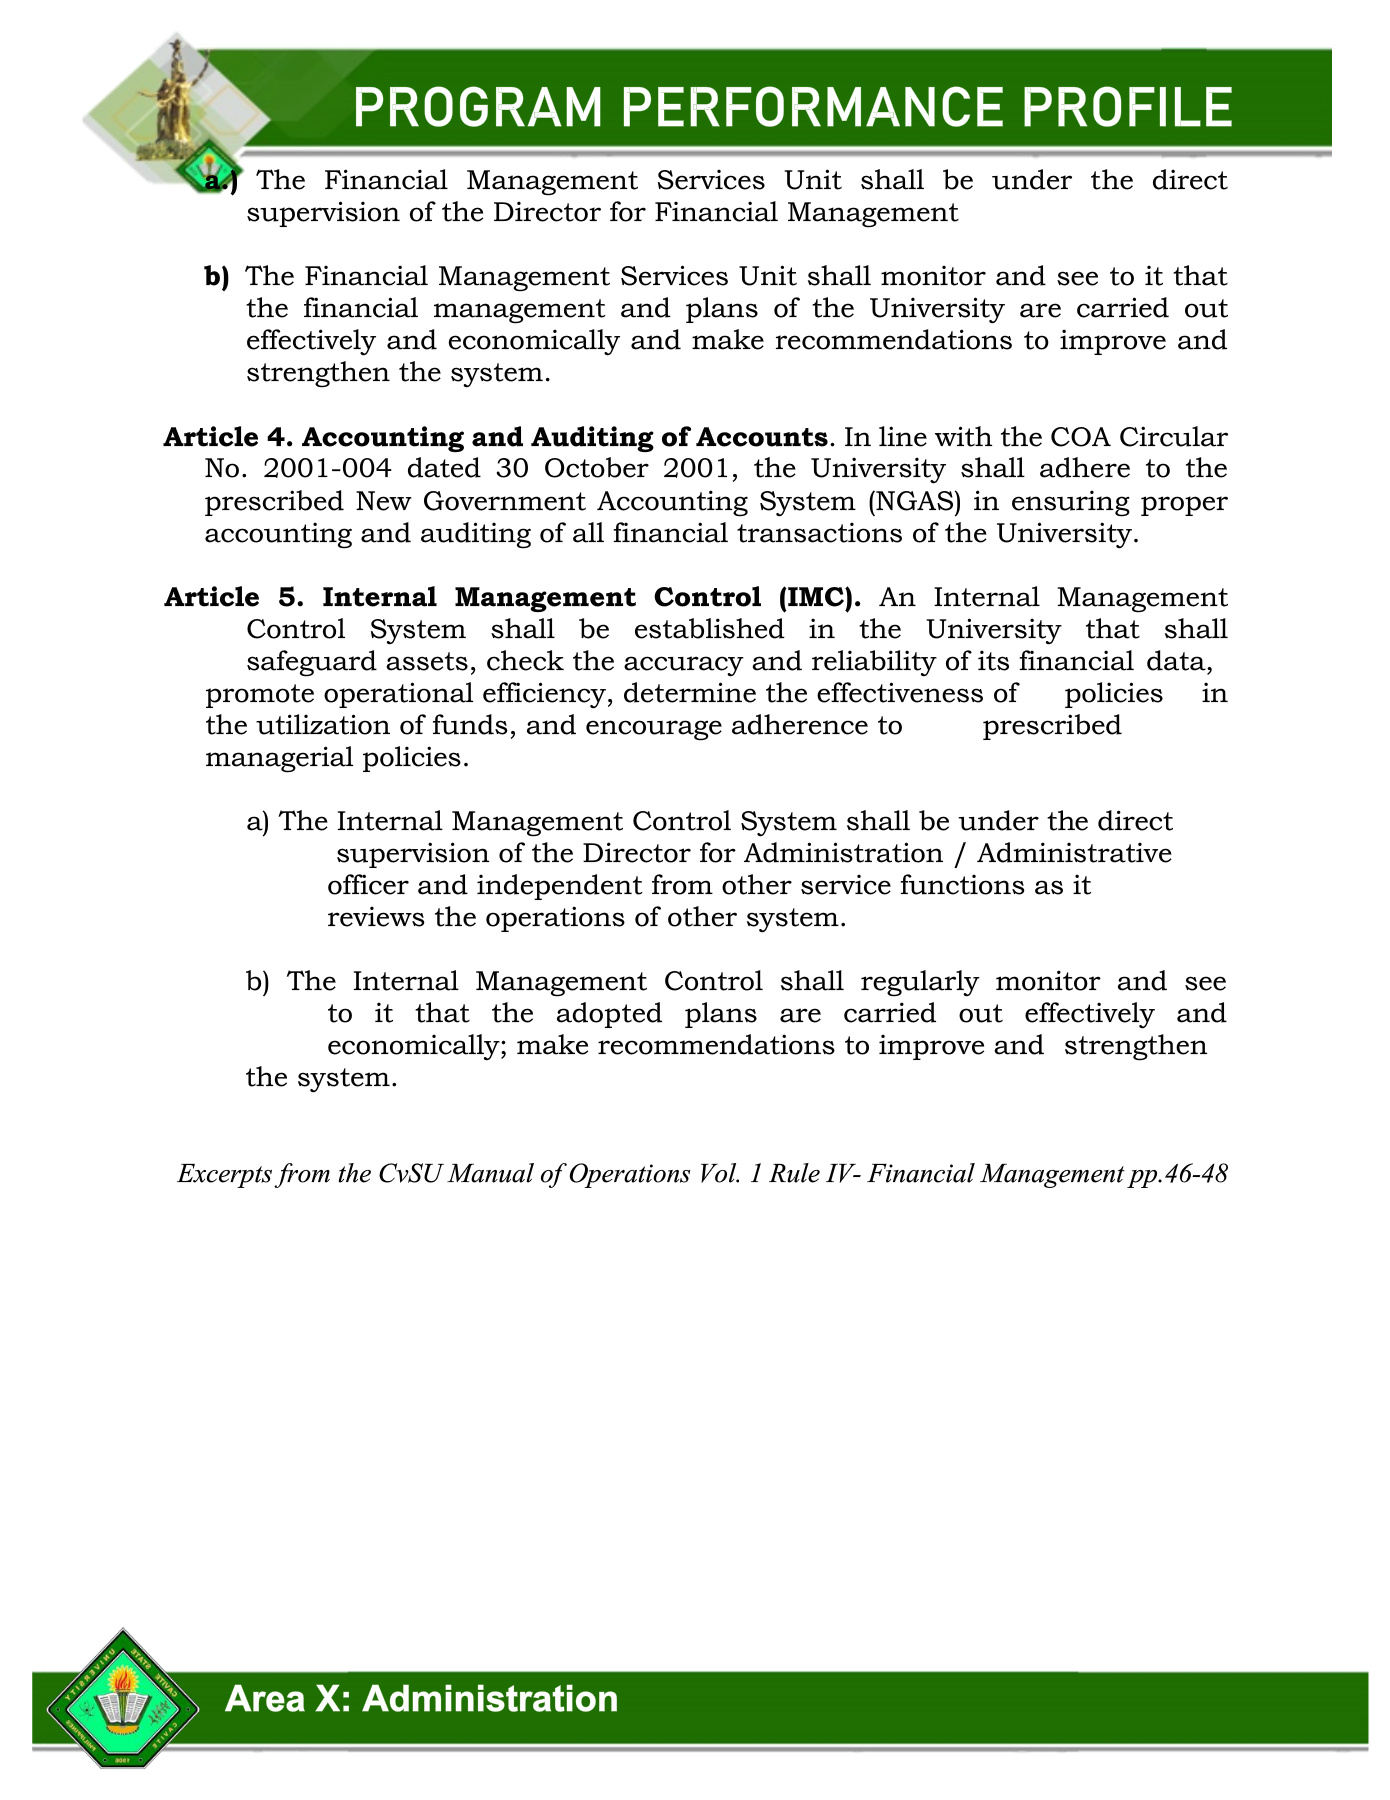 PROGRAM PERFORMANCE PROFILE
a.) The Financial Management Services Unit shall be under the direct
supervision of the Director for Financial Management
b) The Financial Management Services Unit shall monitor and see to it that
the financial management and plans of the University are carried out
effectively and economically and make recommendations to improve and
strengthen the system.
Article 4. Accounting and Auditing of Accounts. In line with the COA Circular
No. 2001-004 dated 30 October 2001, the University shall adhere to the
prescribed New Government Accounting System (NGAS) in ensuring proper
accounting and auditing of all financial transactions of the University.
Article 5. Internal Management Control (IMC). An Internal Management
Control System shall be established in the University that shall
safeguard assets, check the accuracy and reliability of its financial data,
promote operational efficiency, determine the effectiveness of policies in
the utilization of funds, and encourage adherence to prescribed
managerial policies.
a) The Internal Management Control System shall be under the direct
supervision of the Director for Administration / Administrative
officer and independent from other service functions as it
reviews the operations of other system.
b) The Internal Management Control shall regularly monitor and see
to it that the adopted plans are carried out effectively and
economically; make recommendations to improve and strengthen
the system.
Excerpts from the CvSU Manual of Operations Vol. 1 Rule IV- Financial Management pp.46-48
CAVITE STATE UNIVERSITY
CAVITE
PHILIPPINES
1906
Area X: Administration